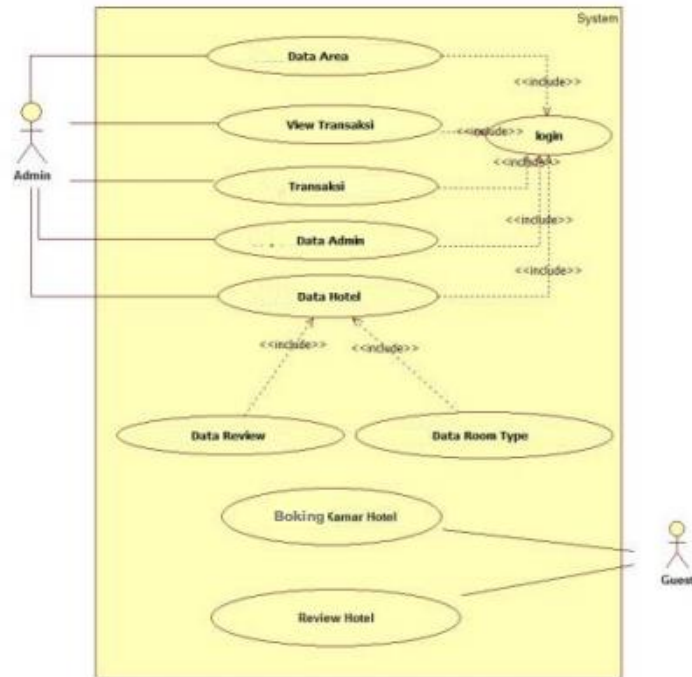 System
Data Area
<<include>>
View Transaksi
<<include>>
login
Admin
<<include>>
Transaksi
<<include>>
Data Admin
<<include>>
Data Hotel
<<include>>
<<include>>
Data Review
Data Room Type
Boking Kamar Hotel
Guest
Review Hotel